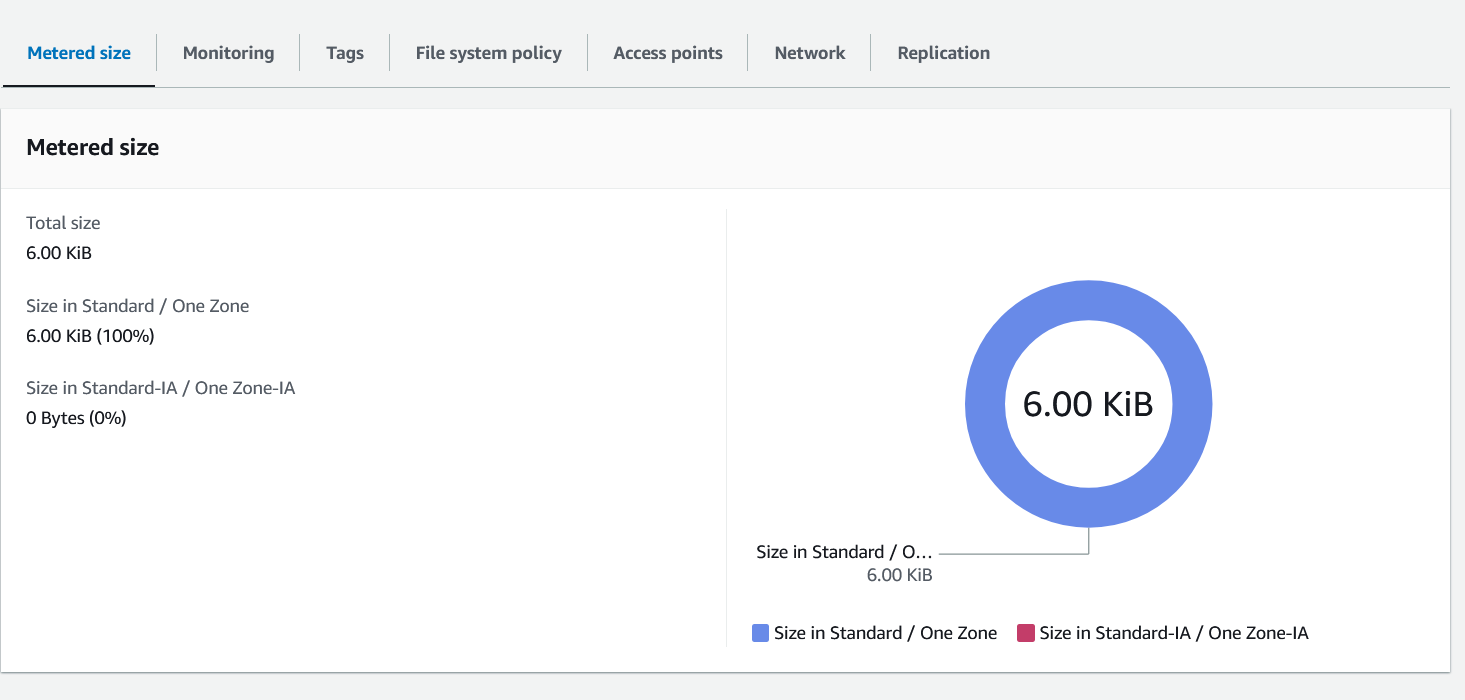 Metered size
Monitoring
Tags
File system policy
Access points
Network
Replication
Metered size
Total size
6.00 KiB
Size in Standard / One Zone
6.00 KiB (100%)
Size in Standard-IA / One Zone-IA
0 Bytes (0%)
6.00 KiB
Size in Standard / O...
6.00 KiB
Size in Standard / One Zone
Size in Standard-IA / One Zone-IA